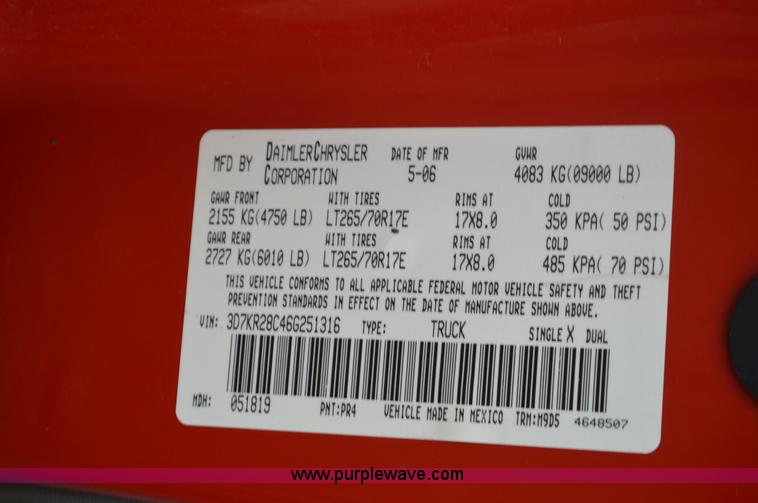 MFD BY DAIMLERCHRYSLER CORPORATION DATE OF MFR 5-06 GVWR 4083 KG(09000 LB)
GAWR FRONT WITH TIRES RIMS AT COLD
2155 KG(4750 LB) LT265/70R17E 17X8.0 350 KPA( 50 PSI)
GAWR REAR WITH TIRES RIMS AT COLD
2727 KG(6010 LB) LT265/70R17E 17X8.0 485 KPA( 70 PSI)
THIS VEHICLE CONFORMS TO ALL APPLICABLE FEDERAL MOTOR VEHICLE SAFETY AND THEFT
PREVENTION STANDARDS IN EFFECT ON THE DATE OF MANUFACTURE SHOWN ABOVE.
VIN: 3D7KR28C46G251316 TYPE: TRUCK SINGLE X DUAL
MDH: 051819 PNT:PR4 VEHICLE MADE IN MEXICO TRM:M9D5 4648507
www.purplewave.com